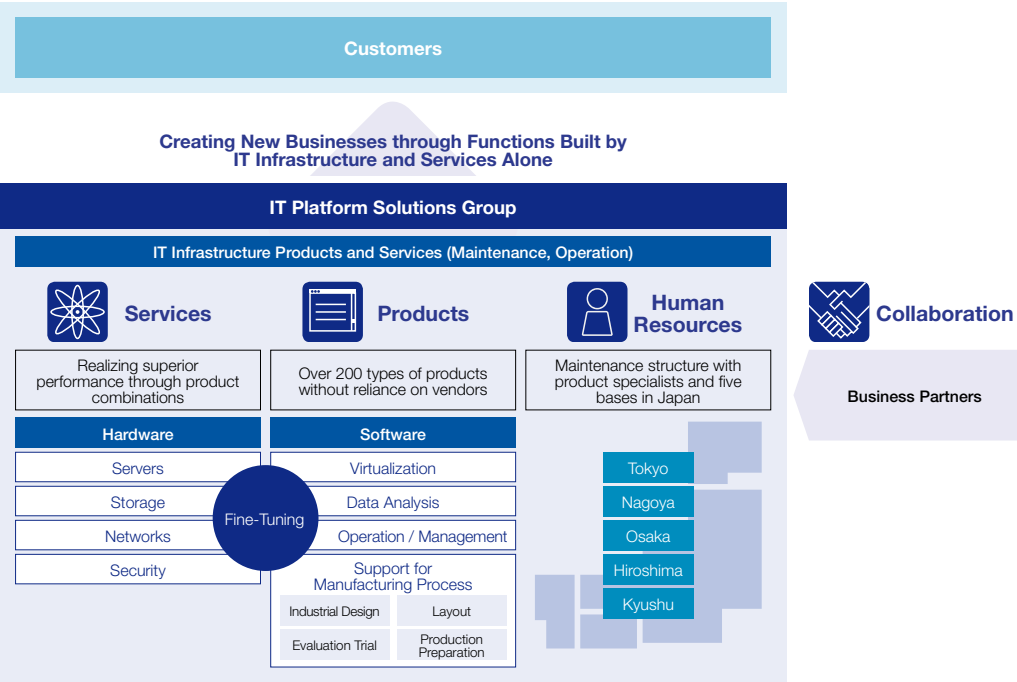 Customers
Creating New Businesses through Functions Built by
IT Infrastructure and Services Alone
IT Platform Solutions Group
IT Infrastructure Products and Services (Maintenance, Operation)
Services
Realizing superior
performance through product
combinations
Products
Over 200 types of products
without reliance on vendors
Human
Resources
Maintenance structure with
product specialists and five
bases in Japan
Collaboration
Business Partners
Hardware
Servers
Storage
Networks
Security
Fine-Tuning
Software
Virtualization
Data Analysis
Operation / Management
Support for
Manufacturing Process
Industrial Design
Layout
Evaluation Trial
Production
Preparation
Tokyo
Nagoya
Osaka
Hiroshima
Kyushu